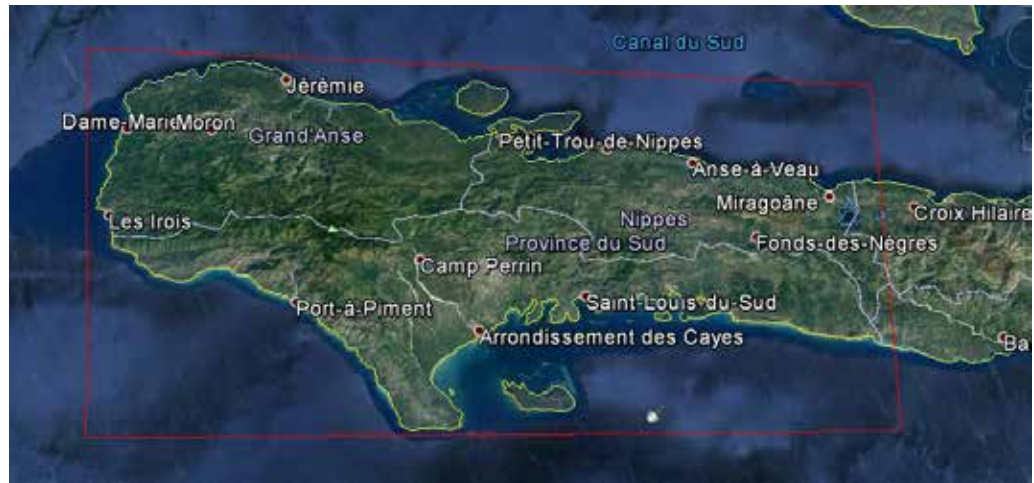 Canal du Sud
Jérémie
Dame-Marie
Moron
Grand'Anse
Petit-Trou-de-Nippes
Anse-à-Veau
Miragoâne
Croix Hilaire
Les Irois
Nippes
Province du Sud
Fonds-des-Nègres
Camp Perrin
Port-à-Piment
Saint-Louis-du-Sud
Arrondissement des Cayes
Ba